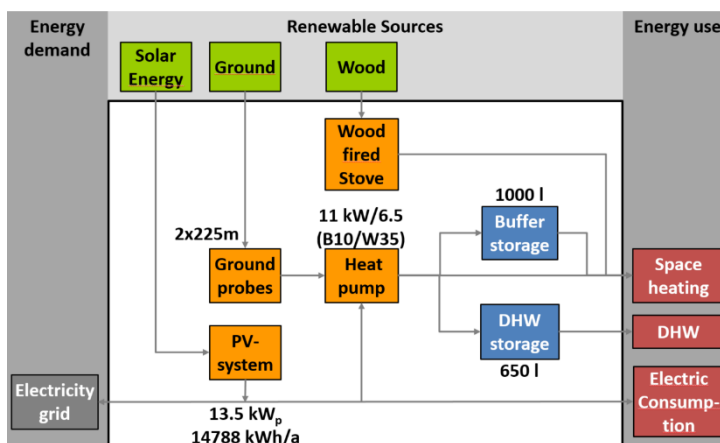 Energy
demand
Renewable Sources
Energy use
Solar
Energy
Ground
Wood
Wood
fired
Stove
1000 l
11 kW/6.5
(B10/W35)
2x225m
Buffer
storage
Ground
probes
Heat
pump
Space
heating
DHW
storage
DHW
650 l
PV-
system
Electricity
grid
Electric
Consump-
tion
13.5 kWp
14788 kWh/a